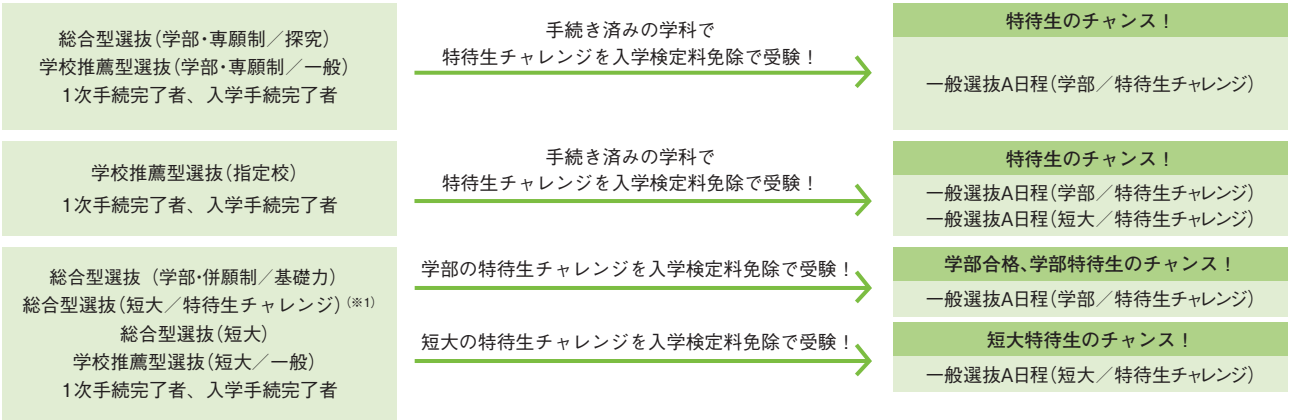 総合型選抜(学部・専願制／探究)
学校推薦型選抜(学部・専願制／一般)
1次手続完了者、入学手続完了者
手続き済みの学科で
特待生チャレンジを入学検定料免除で受験！
特待生のチャンス！
一般選抜A日程(学部／特待生チャレンジ)
学校推薦型選抜(指定校)
1次手続完了者、入学手続完了者
手続き済みの学科で
特待生チャレンジを入学検定料免除で受験！
特待生のチャンス！
一般選抜A日程(学部／特待生チャレンジ)
一般選抜A日程(短大／特待生チャレンジ)
総合型選抜 (学部・併願制／基礎力)
総合型選抜(短大／特待生チャレンジ)(※1)
総合型選抜(短大)
学校推薦型選抜(短大／一般)
1次手続完了者、入学手続完了者
学部の特待生チャレンジを入学検定料免除で受験！
学部合格、学部特待生のチャンス！
一般選抜A日程(学部／特待生チャレンジ)
短大の特待生チャレンジを入学検定料免除で受験！
短大特待生のチャンス！
一般選抜A日程(短大／特待生チャレンジ)